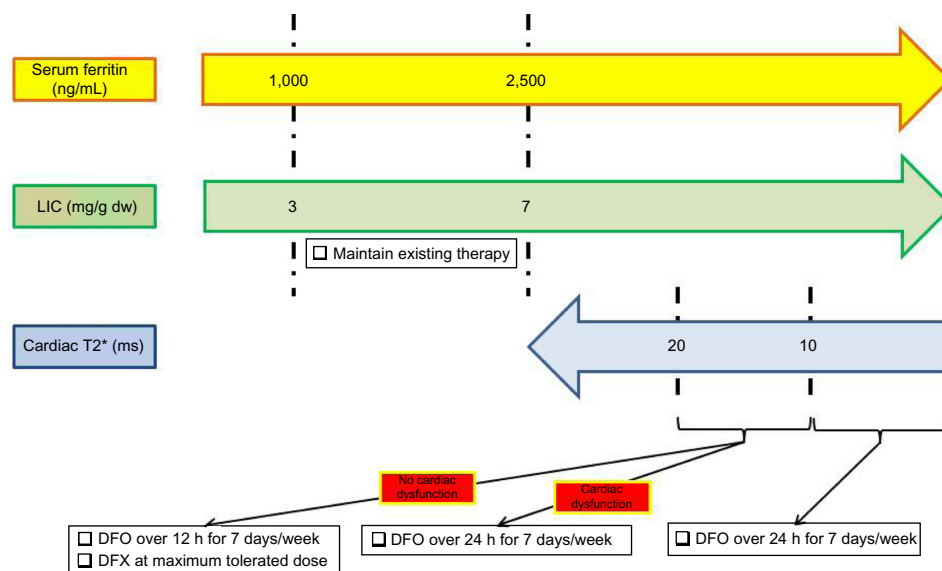 Serum ferritin
(ng/mL)
1,000
2,500
LIC (mg/g dw)
3
7
❑ Maintain existing therapy
Cardiac T2* (ms)
20
10
No cardiac
dysfunction
Cardiac
dysfunction
❑ DFO over 12 h for 7 days/week
❑ DFX at maximum tolerated dose
❑ DFO over 24 h for 7 days/week
❑ DFO over 24 h for 7 days/week